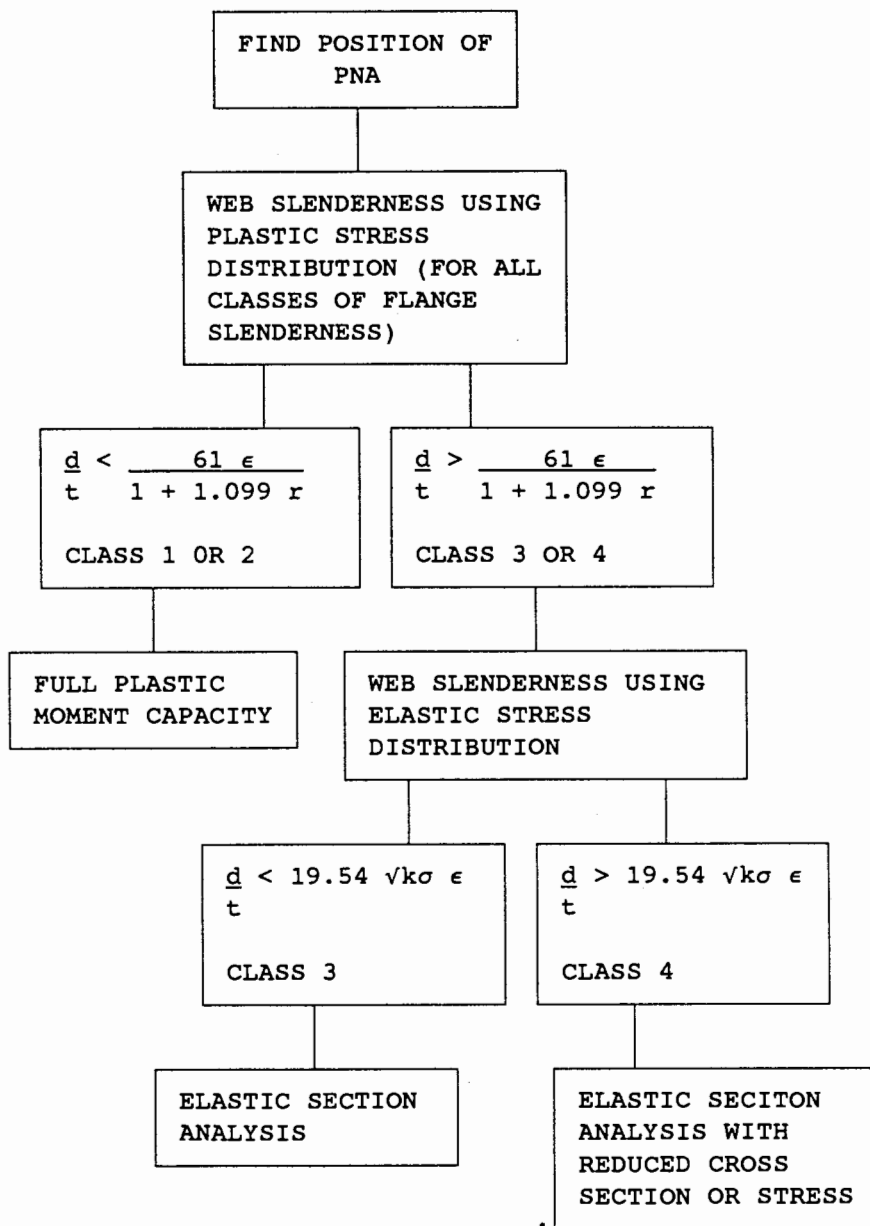 FIND POSITION OF
PNA
WEB SLENDERNESS USING
PLASTIC STRESS
DISTRIBUTION (FOR ALL
CLASSES OF FLANGE
SLENDERNESS)
d < 61 ε
t 1 + 1.099 r
CLASS 1 OR 2
d > 61 ε
t 1 + 1.099 r
CLASS 3 OR 4
FULL PLASTIC
MOMENT CAPACITY
WEB SLENDERNESS USING
ELASTIC STRESS
DISTRIBUTION
d < 19.54 √kσ ε
t
CLASS 3
d > 19.54 √kσ ε
t
CLASS 4
ELASTIC SECTION
ANALYSIS
ELASTIC SECITON
ANALYSIS WITH
REDUCED CROSS
SECTION OR STRESS